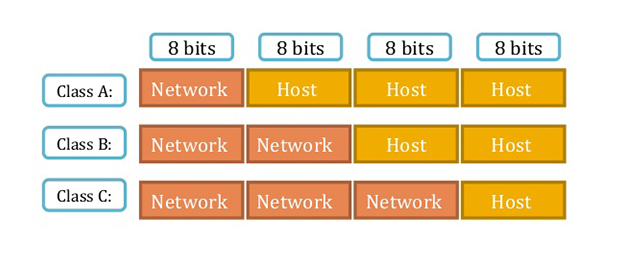 8 bits 8 bits 8 bits 8 bits
Class A: Network Host Host Host
Class B: Network Network Host Host
Class C: Network Network Network Host